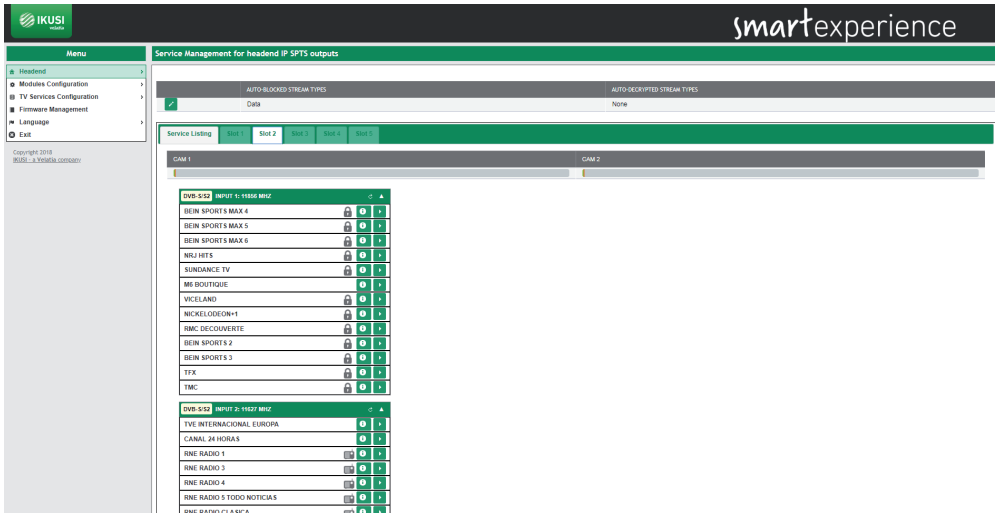 IKUSI
velatia
smartexperience
Menu
Headend
Modules Configuration
TV Services Configuration
Firmware Management
Language
Exit
Copyright 2018
IKUSI - a Velatia company
Service Management for headend IP SPTS outputs
AUTO-BLOCKED STREAM TYPES AUTO-DECRYPTED STREAM TYPES
Data None
Service Listing Slot 1 Slot 2 Slot 3 Slot 4 Slot 5
CAM 1 CAM 2
DVB-S/S2 INPUT 1: 11856 MHZ
BEIN SPORTS MAX 4
BEIN SPORTS MAX 5
BEIN SPORTS MAX 6
NRJ HITS
SUNDANCE TV
M6 BOUTIQUE
VICELAND
NICKELODEON+1
RMC DECOUVERTE
BEIN SPORTS 2
BEIN SPORTS 3
TFX
TMC
DVB-S/S2 INPUT 2: 11527 MHZ
TVE INTERNACIONAL EUROPA
CANAL 24 HORAS
RNE RADIO 1
RNE RADIO 3
RNE RADIO 4
RNE RADIO 5 TODO NOTICIAS
RNE RADIO CLASICA